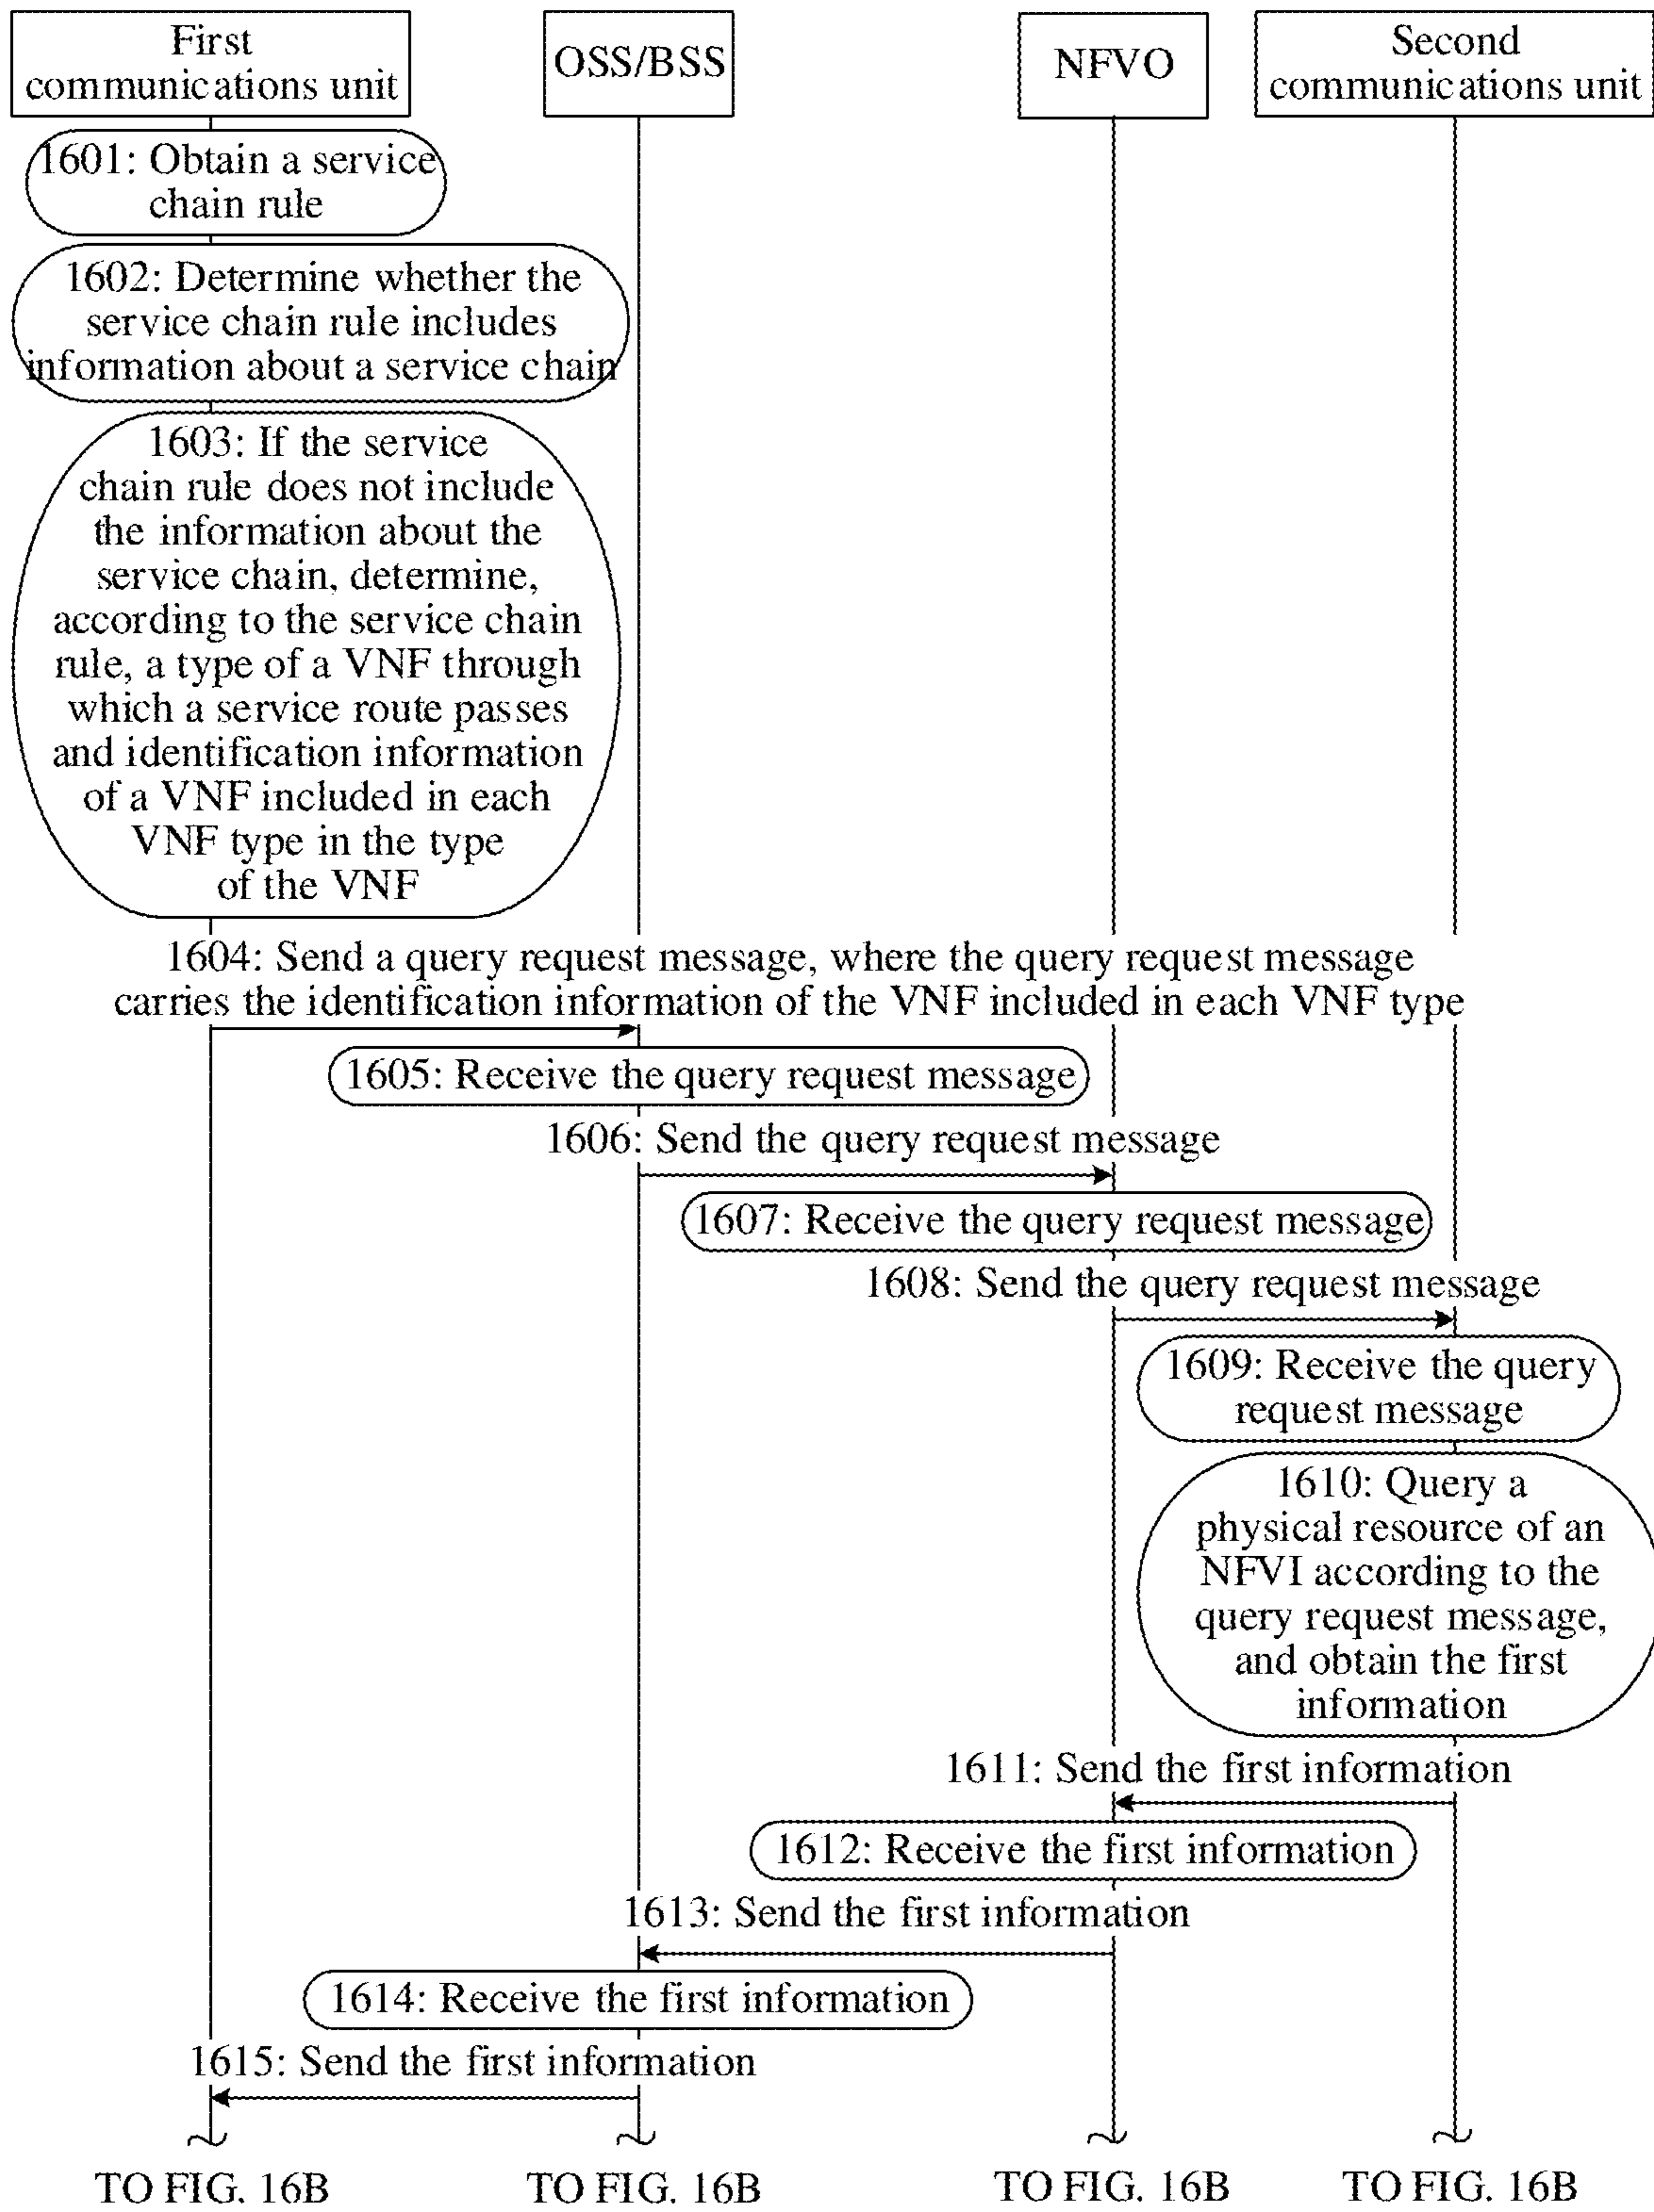 First
communications unit
OSS/BSS
NFVO
Second
communications unit
1601: Obtain a service
chain rule
1602: Determine whether the
service chain rule includes
information about a service chain
1603: If the service
chain rule does not include
the information about the
service chain, determine,
according to the service chain
rule, a type of a VNF through
which a service route passes
and identification information
of a VNF included in each
VNF type in the type
of the VNF
1604: Send a query request message, where the query request message
carries the identification information of the VNF included in each VNF type
1605: Receive the query request message
1606: Send the query request message
1607: Receive the query request message
1608: Send the query request message
1609: Receive the query
request message
1610: Query a
physical resource of an
NFVI according to the
query request message,
and obtain the first
information
1611: Send the first information
1612: Receive the first information
1613: Send the first information
1614: Receive the first information
1615: Send the first information
TO FIG. 16B
TO FIG. 16B
TO FIG. 16B
TO FIG. 16B